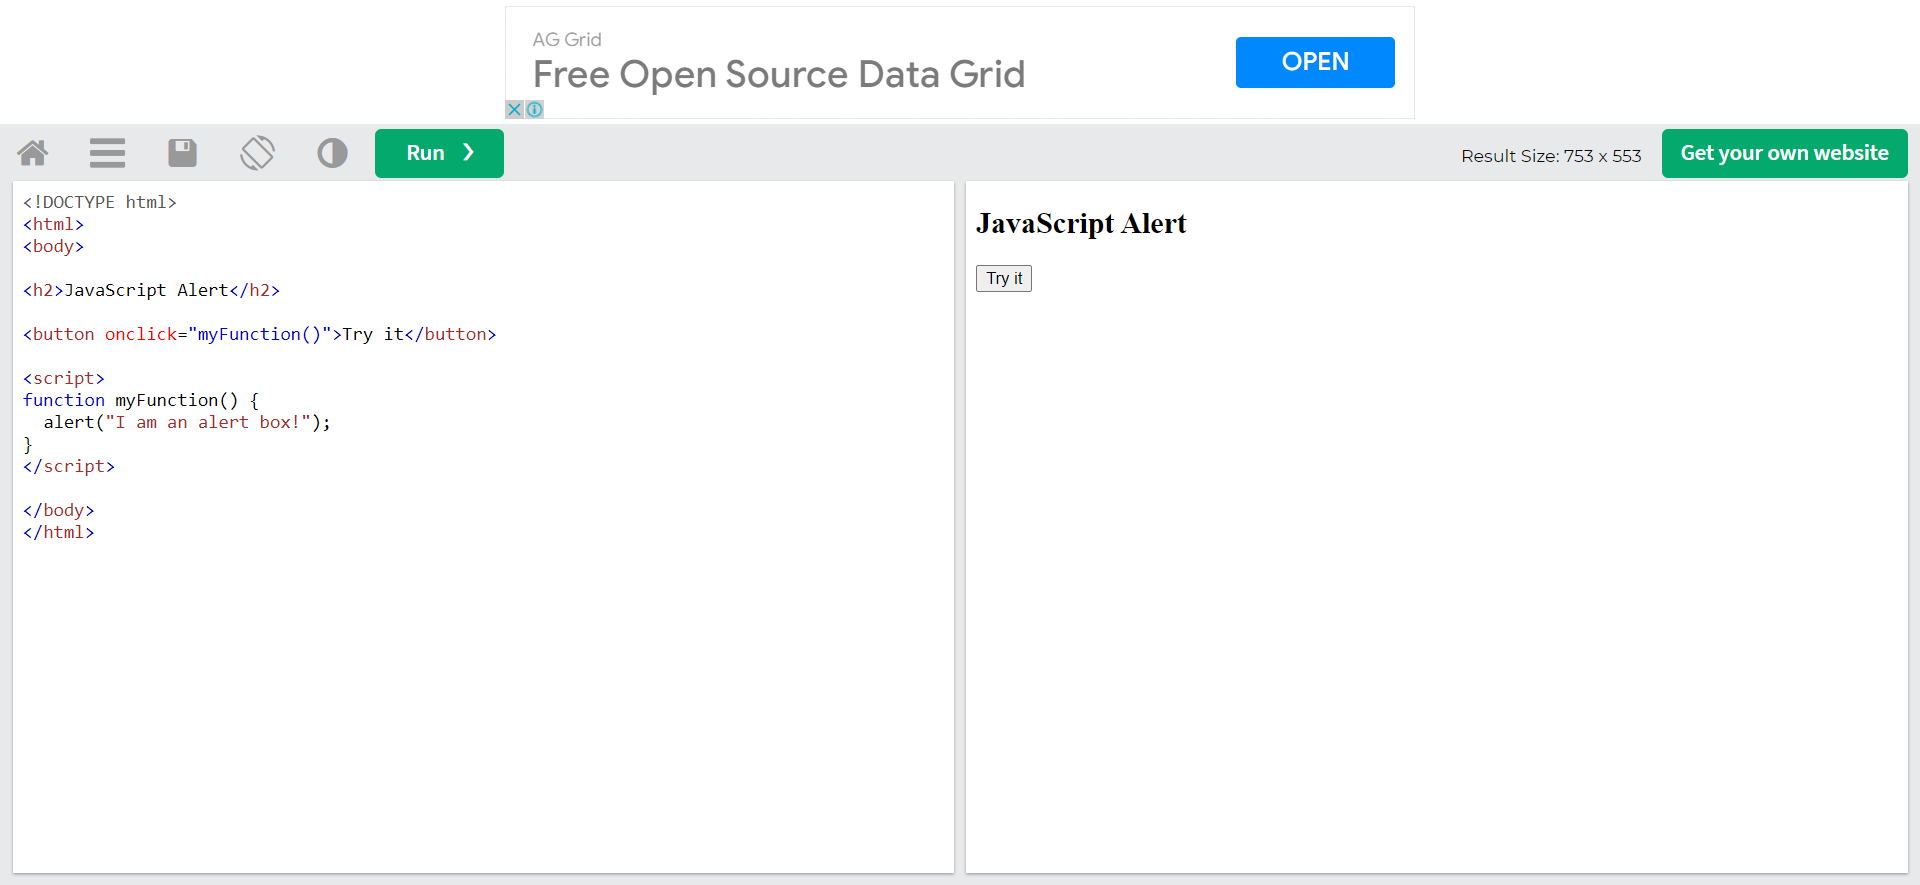 AG Grid
Free Open Source Data Grid
OPEN
Run ❯
Result Size: 753 x 553
Get your own website
<!DOCTYPE html>
<html>
<body>
<h2>JavaScript Alert</h2>
<button onclick="myFunction()">Try it</button>
<script>
function myFunction() {
  alert("I am an alert box!");
}
</script>
</body>
</html>
JavaScript Alert
Try it